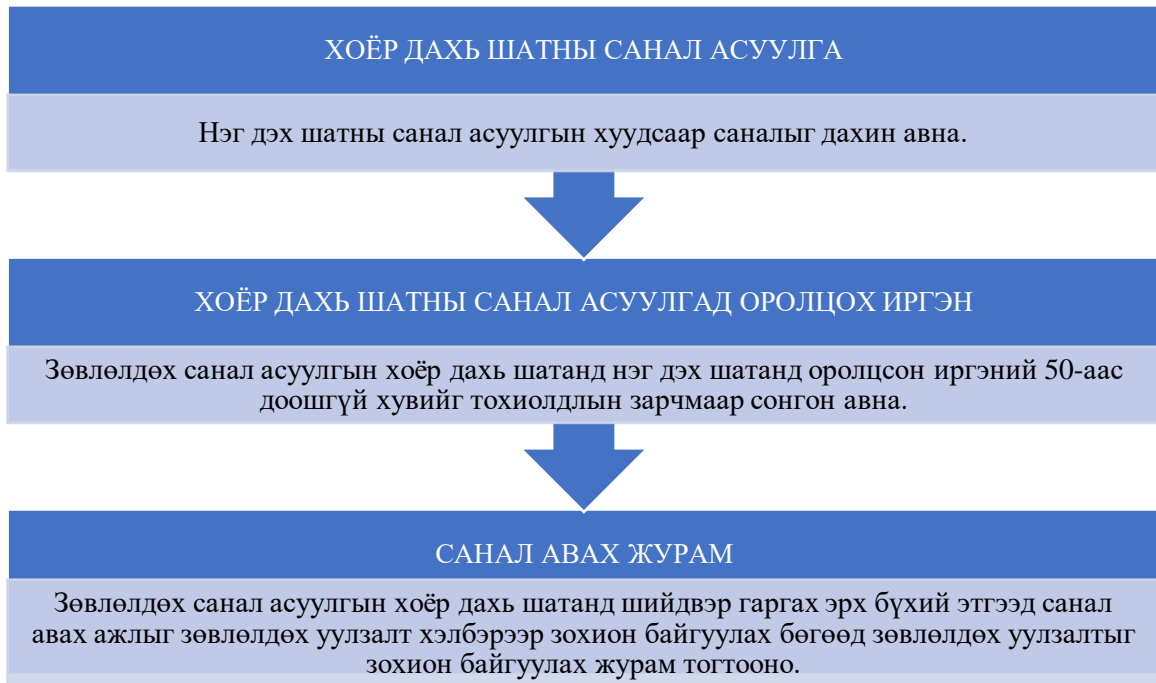 ХОЁР ДАХЬ ШАТНЫ САНАЛ АСУУЛГА
Нэг дэх шатны санал асуулгын хуудсаар саналыг дахин авна.
ХОЁР ДАХЬ ШАТНЫ САНАЛ АСУУЛГАД ОРОЛЦОХ ИРГЭН
Зөвлөлдөх санал асуулгын хоёр дахь шатанд нэг дэх шатанд оролцсон иргэний 50-аас
доошгүй хувийг тохиолдлын зарчмаар сонгон авна.
САНАЛ АВАХ ЖУРАМ
Зөвлөлдөх санал асуулгын хоёр дахь шатанд шийдвэр гаргах эрх бүхий этгээд санал
авах ажлыг зөвлөлдөх уулзалт хэлбэрээр зохион байгуулах бөгөөд зөвлөлдөх уулзалтыг
зохион байгуулах журам тогтооно.